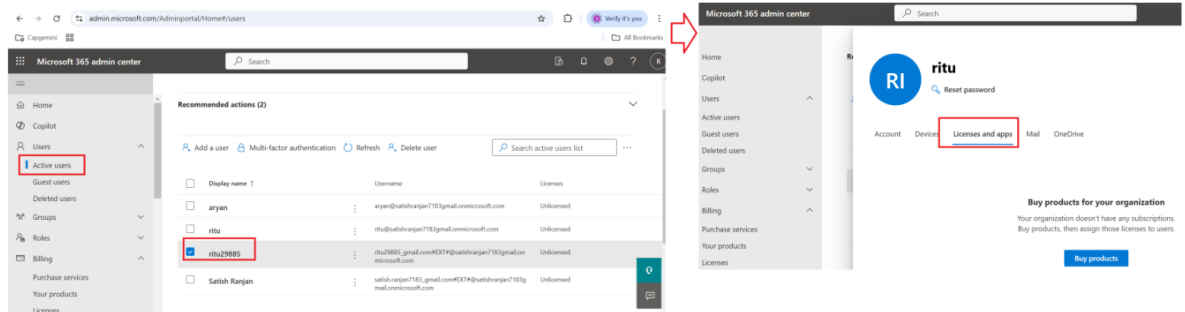 admin.microsoft.com/Adminportal/Home#/users
Verify it's you
Capgemini
All Bookmarks
Microsoft 365 admin center
Search
R
Home
Copilot
Users
Active users
Guest users
Deleted users
Groups
Roles
Billing
Purchase services
Your products
Licenses
Recommended actions (2)
Add a user Multi-factor authentication Refresh Delete user Search active users list
Display name ↑ Username Licenses
aryan aryan@satishranjan7183gmail.onmicrosoft.com Unlicensed
ritu ritu@satishranjan7183gmail.onmicrosoft.com Unlicensed
ritu29885 ritu29885_gmail.com#EXT#@satishranjan7183gmail.on
microsoft.com Unlicensed
Satish Ranjan satish.ranjan7183_gmail.com#EXT#@satishranjan7183g
mail.onmicrosoft.com Unlicensed
Microsoft 365 admin center
Search
Home
Copilot
Users
Active users
Guest users
Deleted users
Groups
Roles
Billing
Purchase services
Your products
Licenses
RI
ritu
Reset password
Account Devices Licenses and apps Mail OneDrive
Buy products for your organization
Your organization doesn't have any subscriptions.
Buy products, then assign those licenses to users.
Buy products